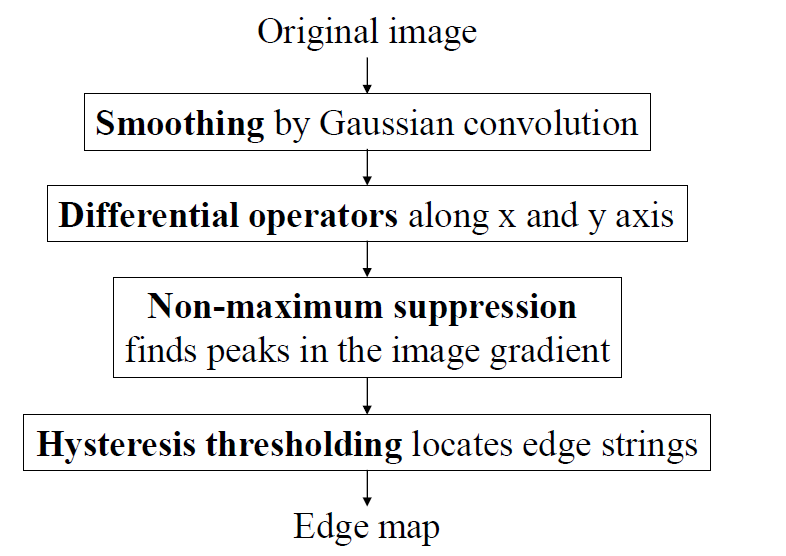 Original image
Smoothing by Gaussian convolution
Differential operators along x and y axis
Non-maximum suppression
finds peaks in the image gradient
Hysteresis thresholding locates edge strings
Edge map